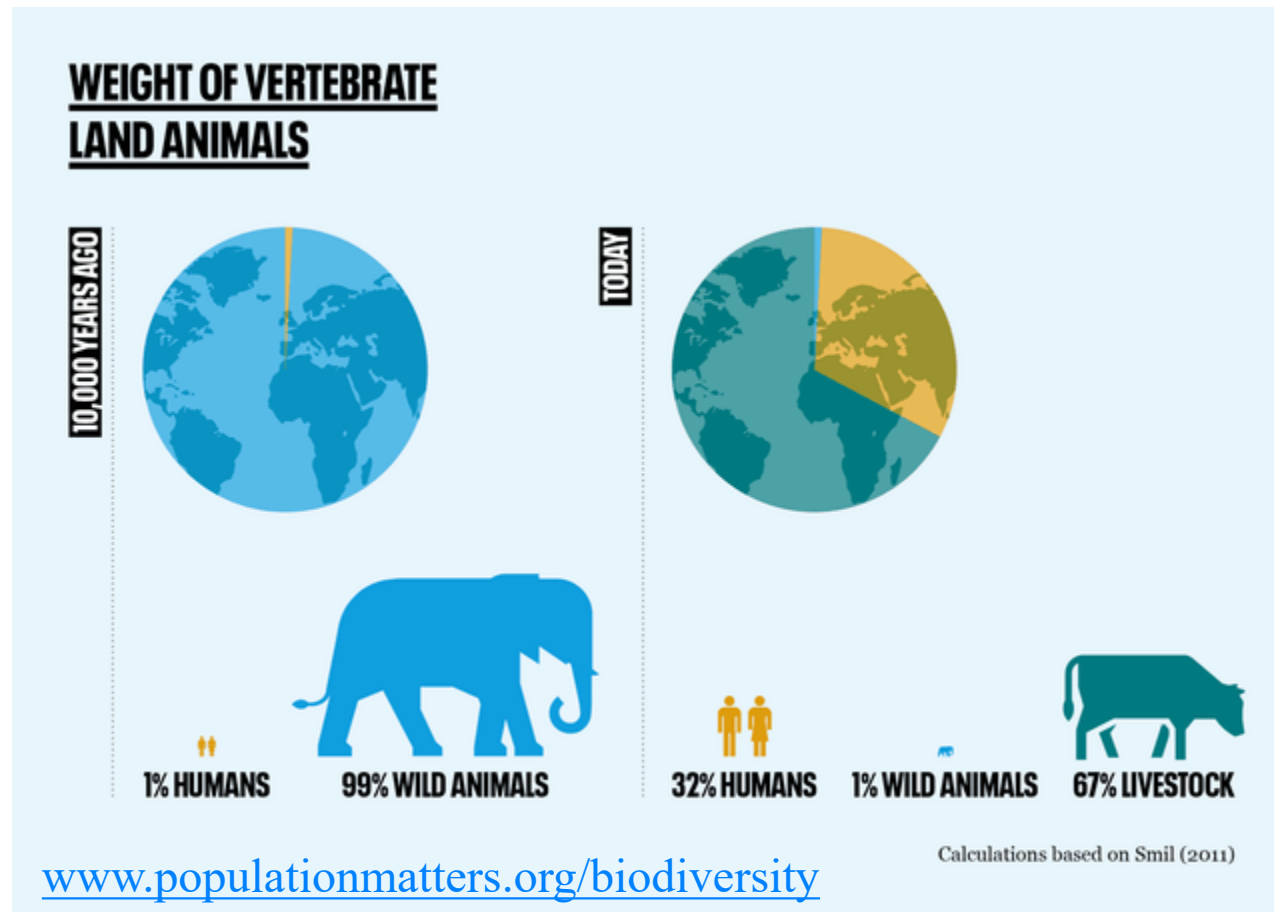 WEIGHT OF VERTEBRATE
LAND ANIMALS
10,000 YEARS AGO
1% HUMANS
99% WILD ANIMALS
TODAY
32% HUMANS
1% WILD ANIMALS
67% LIVESTOCK
Calculations based on Smil (2011)
www.populationmatters.org/biodiversity